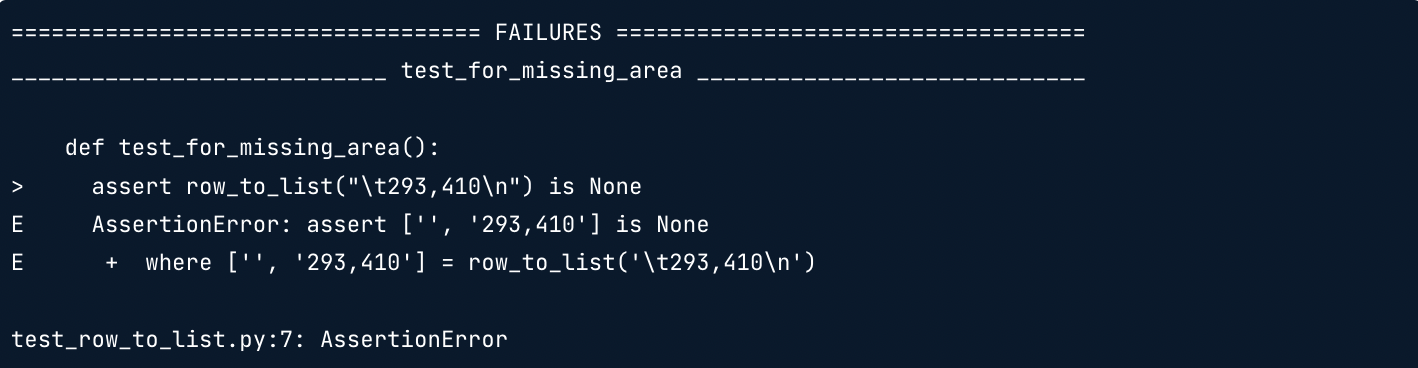 =================================== FAILURES ===================================
____________________________ test_for_missing_area _____________________________
    def test_for_missing_area():
>     assert row_to_list("\t293,410\n") is None
E     AssertionError: assert ['', '293,410'] is None
E      +  where ['', '293,410'] = row_to_list('\t293,410\n')
test_row_to_list.py:7: AssertionError